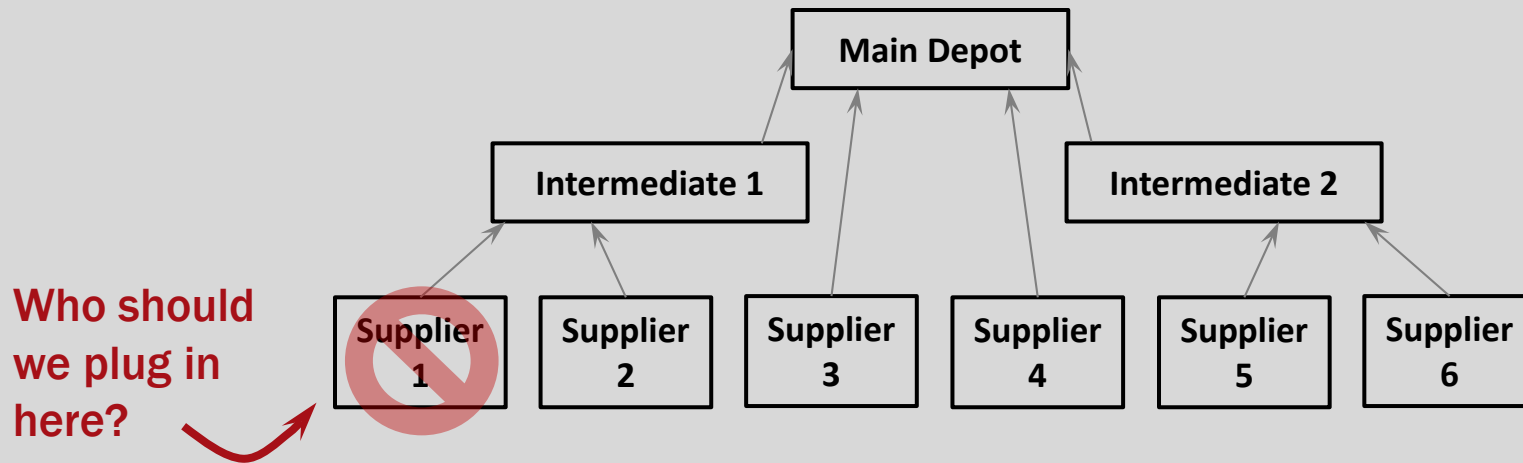 Main Depot
Intermediate 1
Intermediate 2
Who should
we plug in
here?
Supplier
1
Supplier
2
Supplier
3
Supplier
4
Supplier
5
Supplier
6